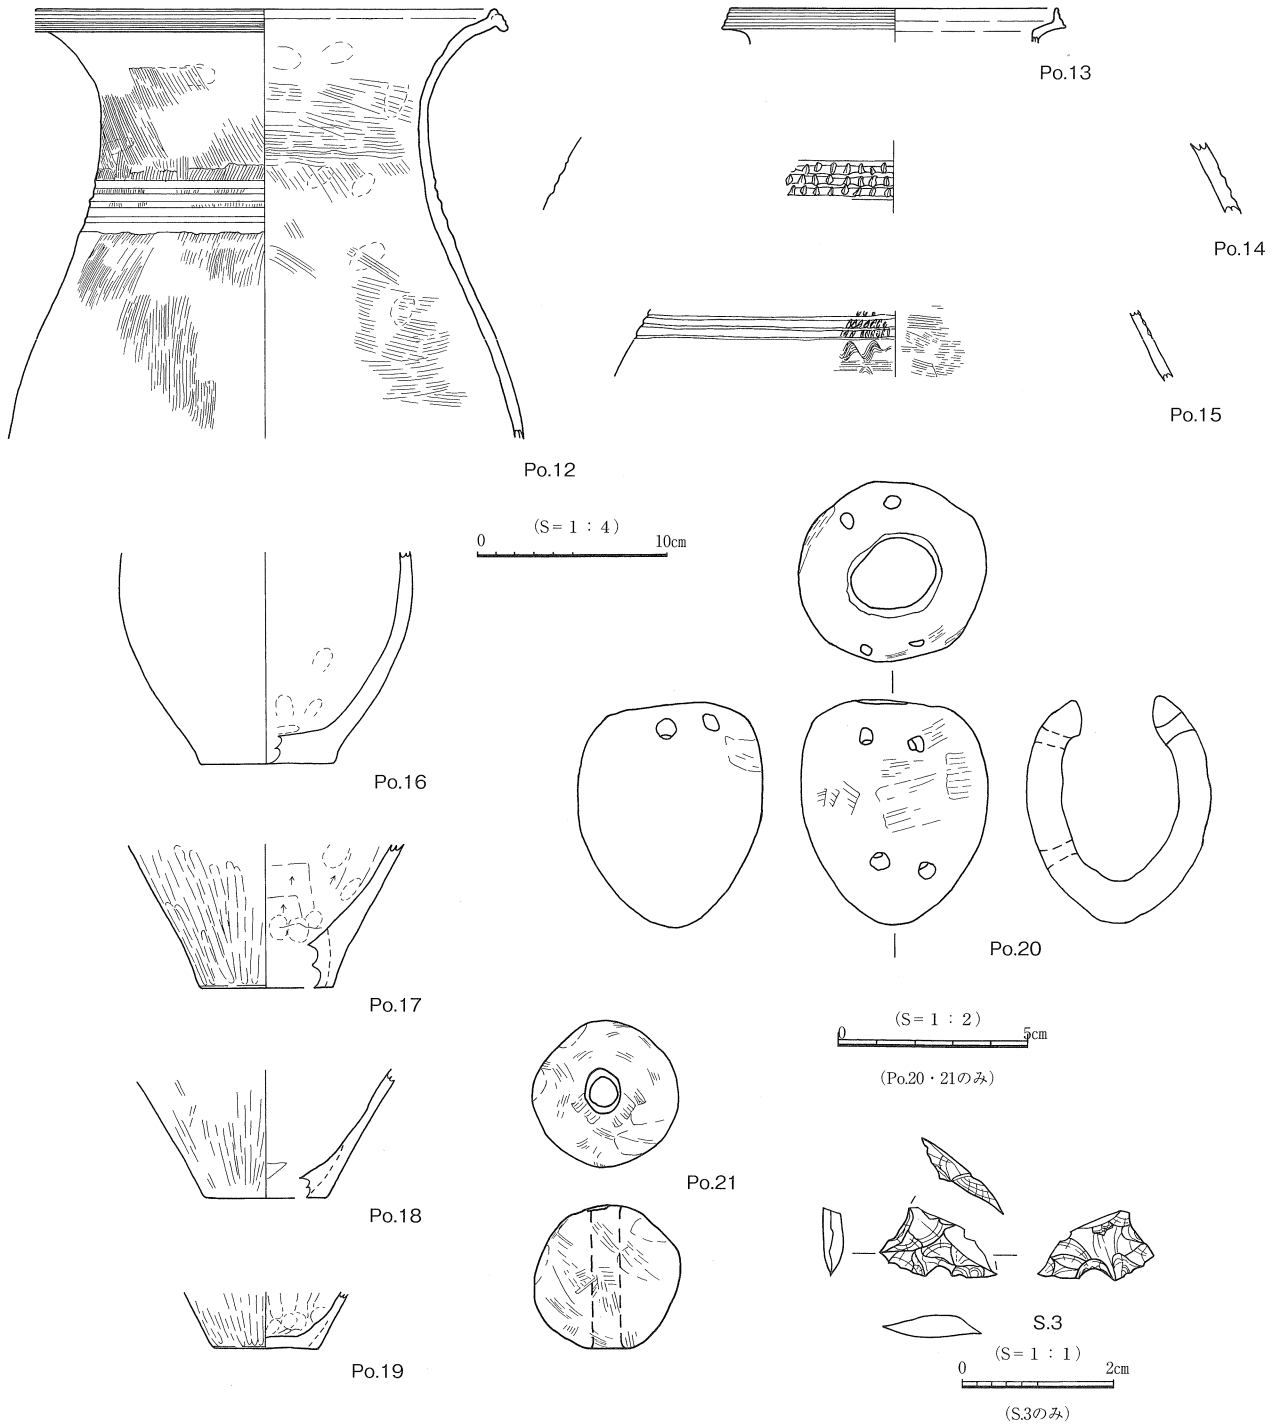 Po.13
Po.14
Po.15
Po.12
(S=1:4)
0 10cm
Po.16
Po.20
Po.17
(S=1:2)
0 5cm
(Po.20・21のみ)
Po.21
Po.18
S.3
(S=1:1)
0 2cm
(S.3のみ)
Po.19